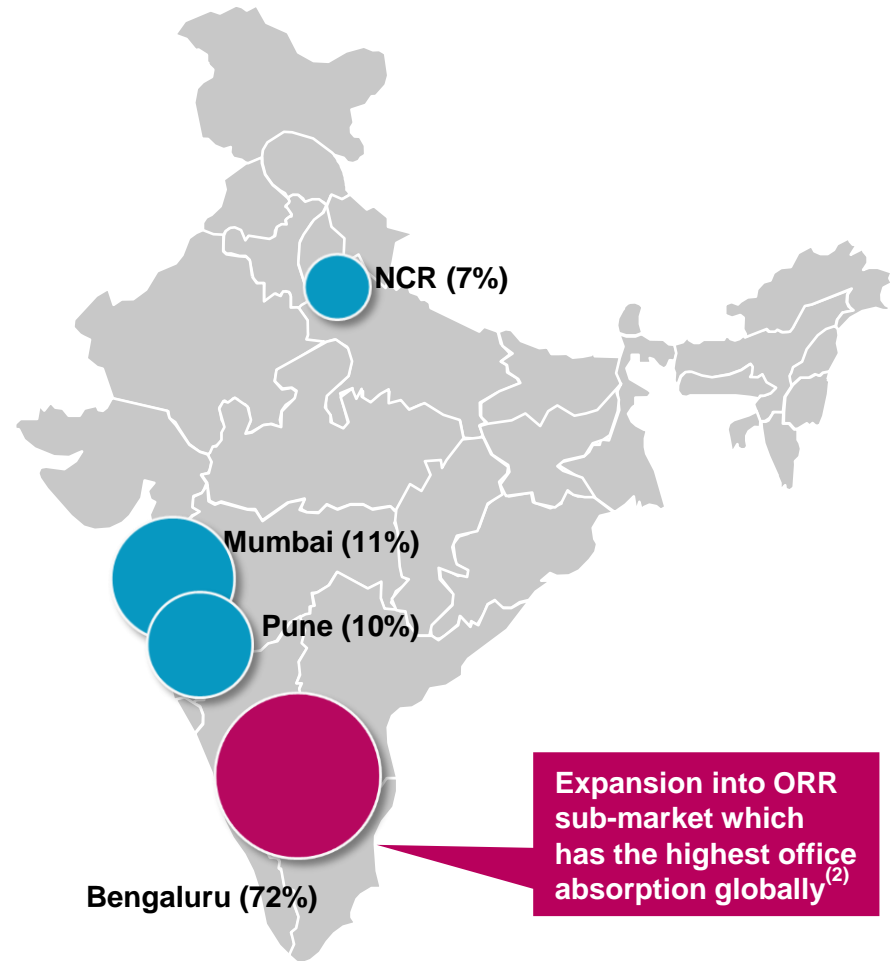 NCR (7%)
Mumbai (11%)
Pune (10%)
Expansion into ORR
sub-market which
has the highest office
absorption globally(2)
Bengaluru (72%)